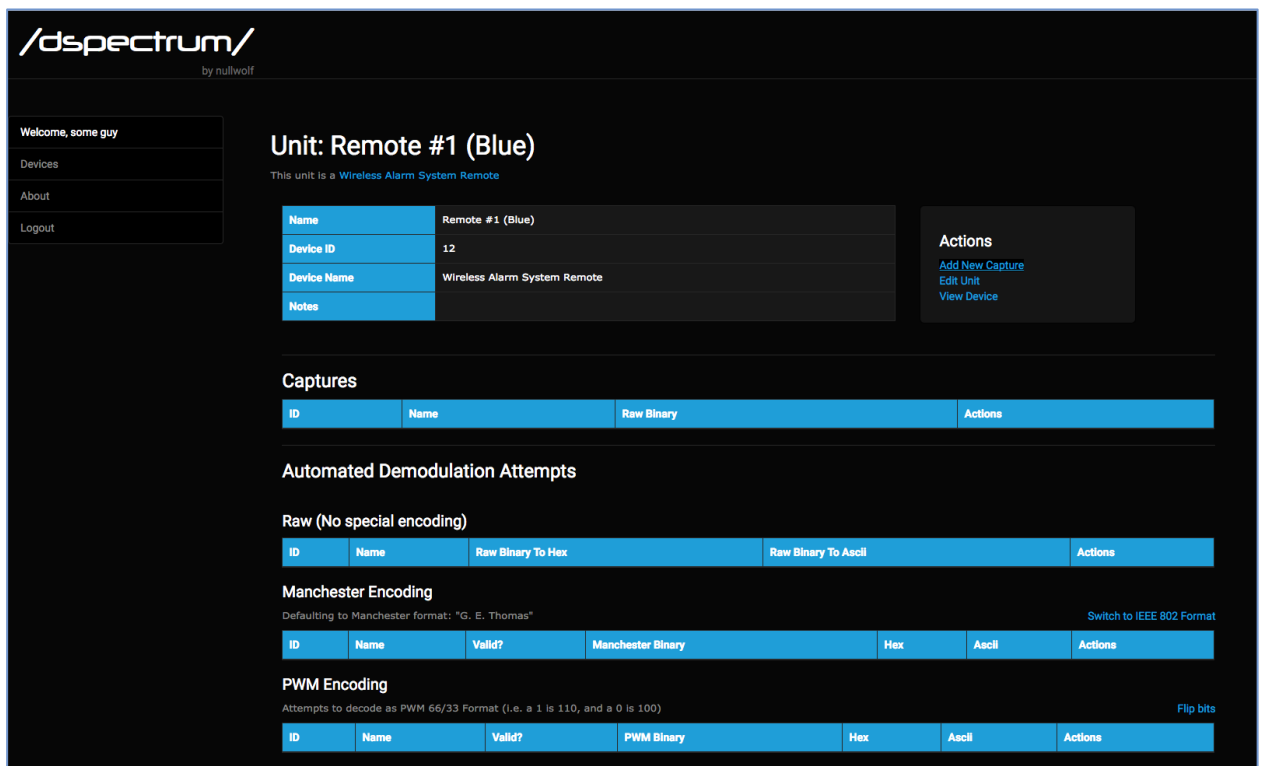 /dspectrum/
by nullwolf
Welcome, some guy
Devices
About
Logout
Unit: Remote #1 (Blue)
This unit is a Wireless Alarm System Remote
Name Remote #1 (Blue)
Device ID 12
Device Name Wireless Alarm System Remote
Notes
Actions
Add New Capture
Edit Unit
View Device
Captures
ID Name Raw Binary Actions
Automated Demodulation Attempts
Raw (No special encoding)
ID Name Raw Binary To Hex Raw Binary To Ascii Actions
Manchester Encoding
Defaulting to Manchester format: "G. E. Thomas" Switch to IEEE 802 Format
ID Name Valid? Manchester Binary Hex Ascii Actions
PWM Encoding
Attempts to decode as PWM 66/33 Format (i.e. a 1 is 110, and a 0 is 100) Flip bits
ID Name Valid? PWM Binary Hex Ascii Actions